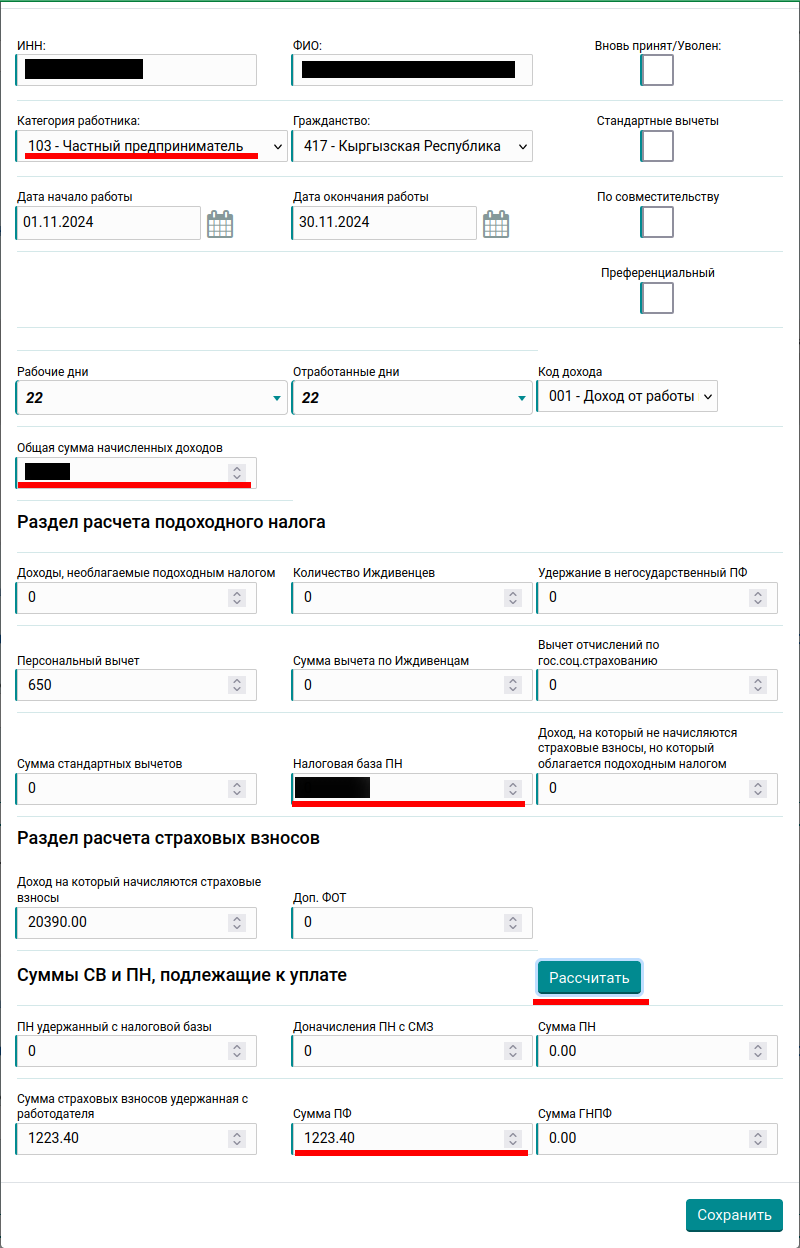 ИНН:
ФИО:
Вновь принят/Уволен:
Категория работника:
Гражданство:
Стандартные вычеты
103 - Частный предприниматель
417 - Кыргызская Республика
Дата начало работы
Дата окончания работы
По совместительству
01.11.2024
30.11.2024
Преференциальный
Рабочие дни
Отработанные дни
Код дохода
22
22
001 - Доход от работы
Общая сумма начисленных доходов
Раздел расчета подоходного налога
Доходы, необлагаемые подоходным налогом
Количество Иждивенцев
Удержание в негосударственный ПФ
0
0
0
Персональный вычет
Сумма вычета по Иждивенцам
Вычет отчислений по
гос.соц.страхованию
650
0
0
Сумма стандартных вычетов
Налоговая база ПН
Доход, на который не начисляются
страховые взносы, но который
облагается подоходным налогом
0
0
Раздел расчета страховых взносов
Доход на который начисляются страховые
взносы
Доп. ФОТ
20390.00
0
Суммы СВ и ПН, подлежащие к уплате
Рассчитать
ПН удержанный с налоговой базы
Доначисления ПН с СМЗ
Сумма ПН
0
0
0.00
Сумма страховых взносов удержанная с
работодателя
Сумма ПФ
Сумма ГНПФ
1223.40
1223.40
0.00
Сохранить